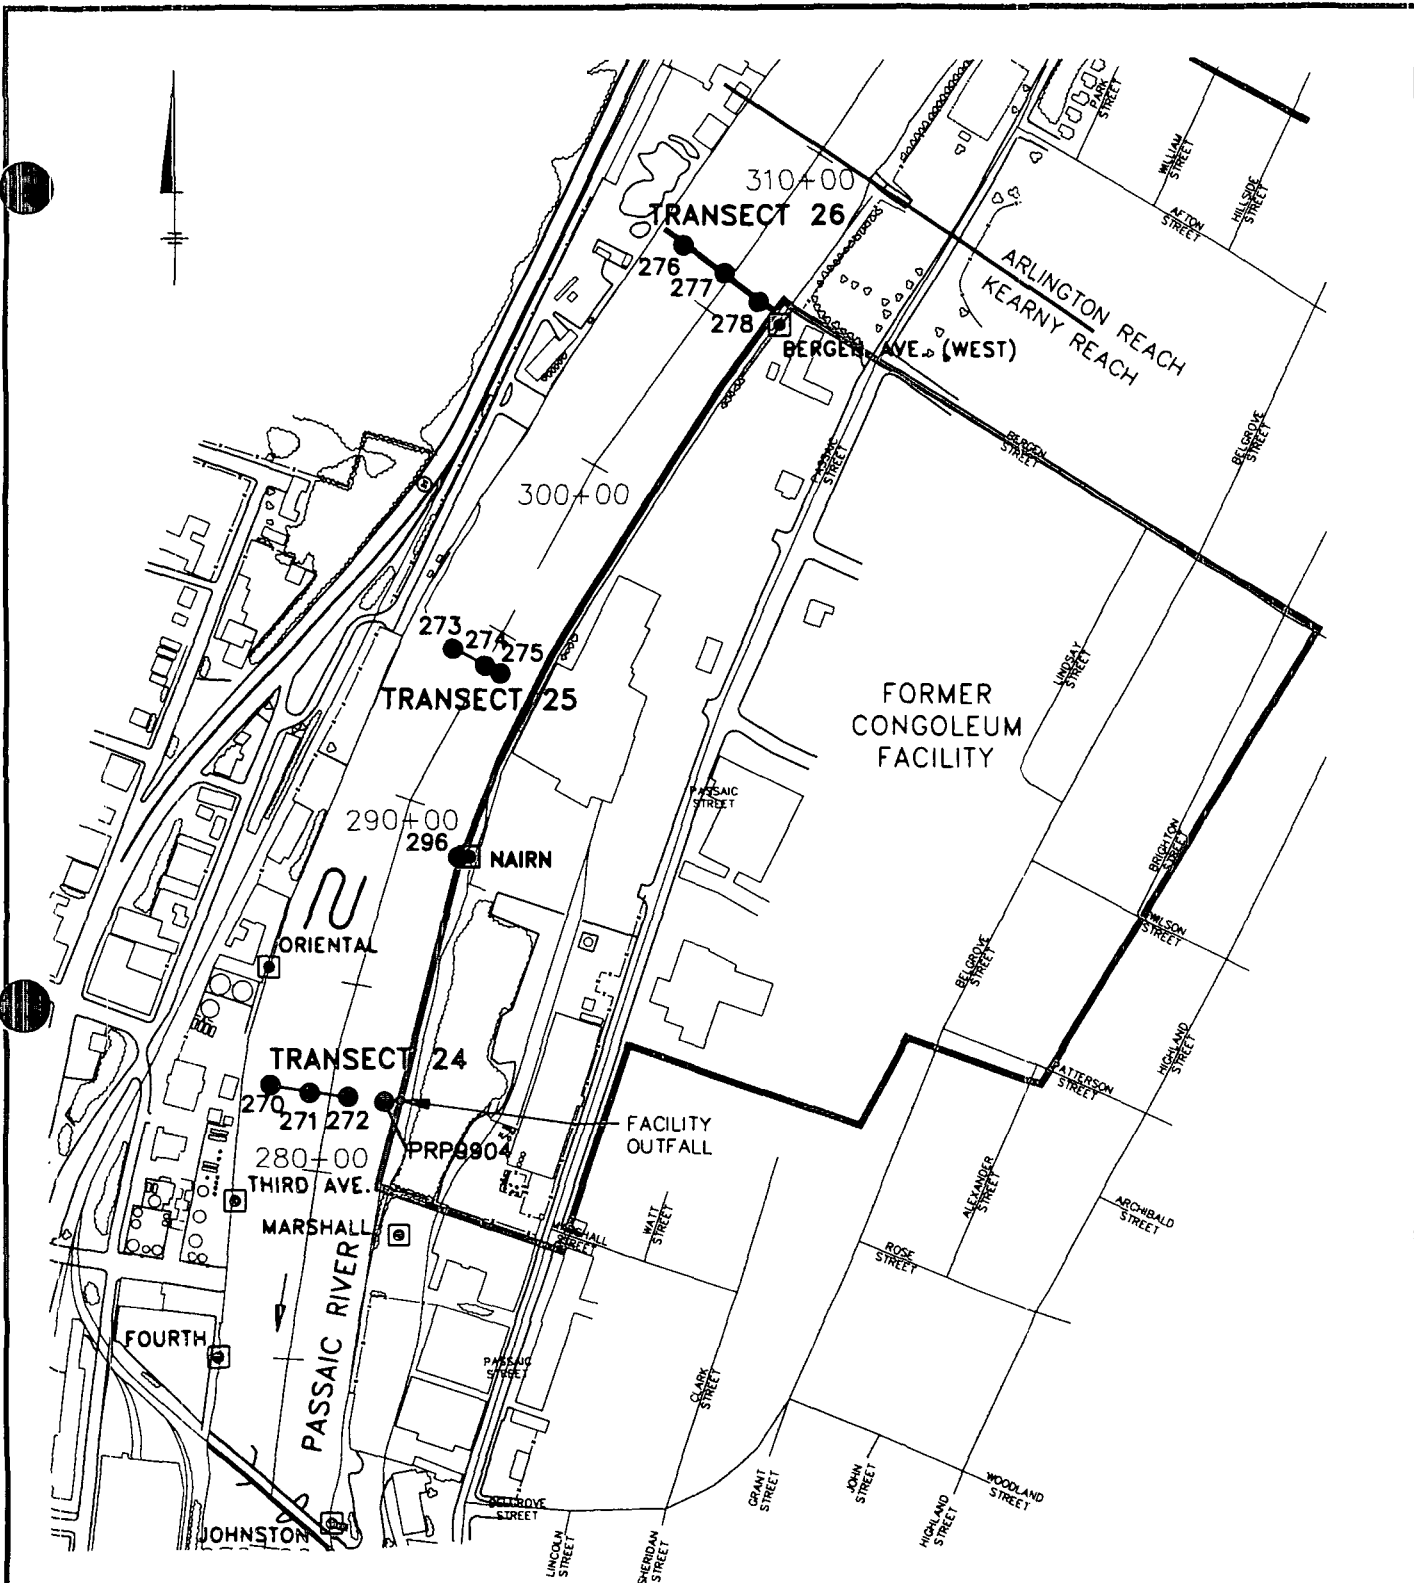 PARK
STREET
WILLIAM
STREET
HILLSIDE
STREET
AFTON
STREET
310+00
TRANSECT 26
276
277
278
ARLINGTON REACH
KEARNY REACH
BERGEN AVE. (WEST)
BELGROVE
STREET
BERGEN
STREET
PASSAIC
STREET
300+00
273
274
275
TRANSECT 25
LINDSAY
STREET
FORMER
CONGOLEUM
FACILITY
PASSAIC
STREET
290+00
296
NAIRN
BRIGHTON
STREET
WILSON
STREET
ORIENTAL
BELGROVE
STREET
HIGHLAND
STREET
TRANSECT 24
270
271
272
PATTERSON
STREET
FACILITY
OUTFALL
PRP9904
280+00
THIRD AVE.
MARSHALL
MARSHALL
STREET
WATT
STREET
ALEXANDER
STREET
ARCHIBALD
STREET
ROSE
STREET
PASSAIC RIVER
FOURTH
PASSAIC
STREET
CLARK
STREET
GRANT
STREET
JOHN
STREET
WOODLAND
STREET
HIGHLAND
STREET
BELGROVE
STREET
JOHNSTON
LINCOLN
STREET
SHERIDAN
STREET